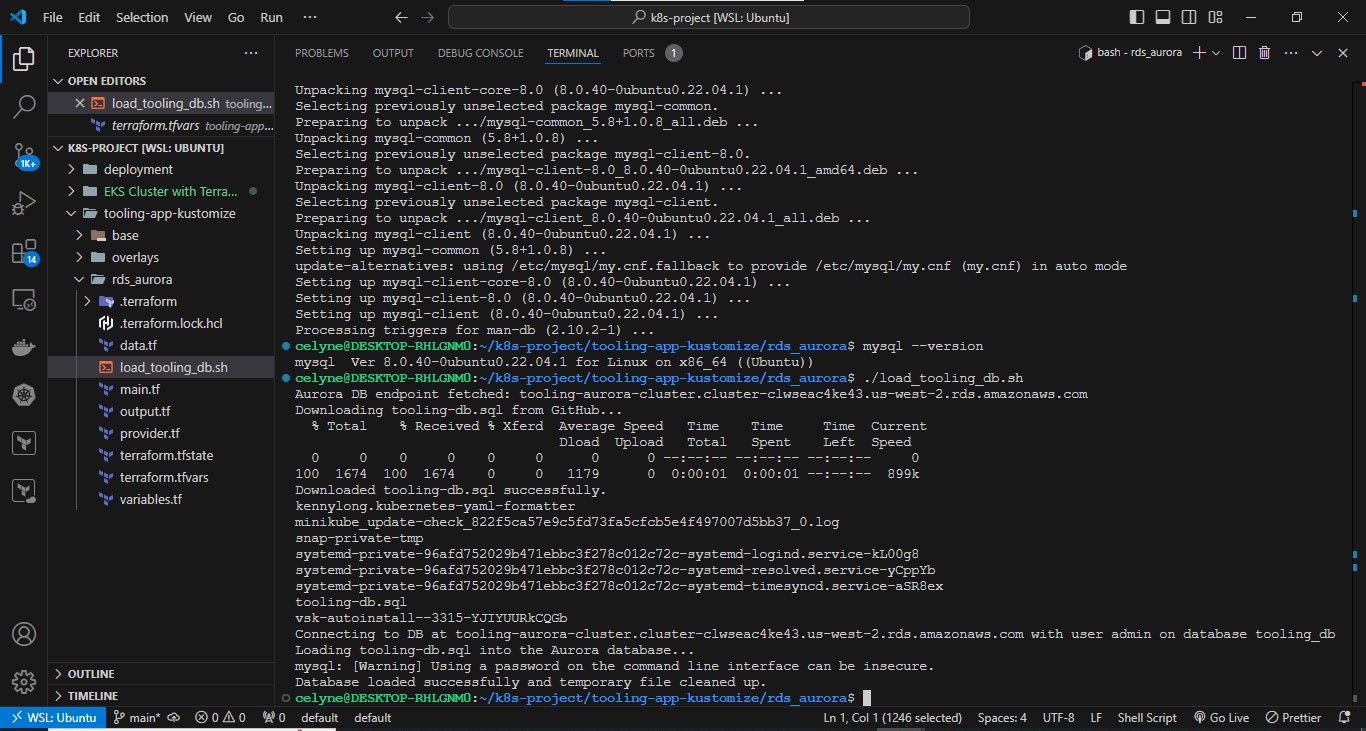 File Edit Selection View Go Run ··· k8s-project [WSL: Ubuntu]
EXPLORER
OPEN EDITORS
load_tooling_db.sh tooling...
terraform.tfvars tooling-app...
K8S-PROJECT [WSL: UBUNTU]
deployment
EKS Cluster with Terra...
tooling-app-kustomize
base
overlays
rds_aurora
.terraform
.terraform.lock.hcl
data.tf
load_tooling_db.sh
main.tf
output.tf
provider.tf
terraform.tfstate
terraform.tfvars
variables.tf
OUTLINE
TIMELINE
1K+
14
PROBLEMS OUTPUT DEBUG CONSOLE TERMINAL PORTS 1 bash - rds_aurora
Unpacking mysql-client-core-8.0 (8.0.40-0ubuntu0.22.04.1) ...
Selecting previously unselected package mysql-common.
Preparing to unpack .../mysql-common_5.8+1.0.8_all.deb ...
Unpacking mysql-common (5.8+1.0.8) ...
Selecting previously unselected package mysql-client-8.0.
Preparing to unpack .../mysql-client-8.0_8.0.40-0ubuntu0.22.04.1_amd64.deb ...
Unpacking mysql-client-8.0 (8.0.40-0ubuntu0.22.04.1) ...
Selecting previously unselected package mysql-client.
Preparing to unpack .../mysql-client_8.0.40-0ubuntu0.22.04.1_all.deb ...
Unpacking mysql-client (8.0.40-0ubuntu0.22.04.1) ...
Setting up mysql-common (5.8+1.0.8) ...
update-alternatives: using /etc/mysql/my.cnf.fallback to provide /etc/mysql/my.cnf (my.cnf) in auto mode
Setting up mysql-client-core-8.0 (8.0.40-0ubuntu0.22.04.1) ...
Setting up mysql-client-8.0 (8.0.40-0ubuntu0.22.04.1) ...
Setting up mysql-client (8.0.40-0ubuntu0.22.04.1) ...
Processing triggers for man-db (2.10.2-1) ...
celyne@DESKTOP-RHLGNM0:~/k8s-project/tooling-app-kustomize/rds_aurora$ mysql --version
mysql  Ver 8.0.40-0ubuntu0.22.04.1 for Linux on x86_64 ((Ubuntu))
celyne@DESKTOP-RHLGNM0:~/k8s-project/tooling-app-kustomize/rds_aurora$ ./load_tooling_db.sh
Aurora DB endpoint fetched: tooling-aurora-cluster.cluster-clwseac4ke43.us-west-2.rds.amazonaws.com
Downloading tooling-db.sql from GitHub...
% Total % Received % Xferd Average Speed Time Time Time Current
Dload Upload Total Spent Left Speed
0 0 0 0 0 0 0 0 --:--:-- --:--:-- --:--:-- 0
100 1674 100 1674 0 0 1179 0 0:00:01 0:00:01 --:--:-- 899k
Downloaded tooling-db.sql successfully.
kennylong.kubernetes-yaml-formatter
minikube_update-check_822f5ca57e9c5fd73fa5cfcb5e4f497007d5bb37_0.log
snap-private-tmp
systemd-private-96afd752029b471ebbc3f278c012c72c-systemd-logind.service-kL00g8
systemd-private-96afd752029b471ebbc3f278c012c72c-systemd-resolved.service-yCppYb
systemd-private-96afd752029b471ebbc3f278c012c72c-systemd-timesyncd.service-aSR8ex
tooling-db.sql
vsk-autoinstall--3315-YJIYUURkCQGb
Connecting to DB at tooling-aurora-cluster.cluster-clwseac4ke43.us-west-2.rds.amazonaws.com with user admin on database tooling_db
Loading tooling-db.sql into the Aurora database...
mysql: [Warning] Using a password on the command line interface can be insecure.
Database loaded successfully and temporary file cleaned up.
celyne@DESKTOP-RHLGNM0:~/k8s-project/tooling-app-kustomize/rds_aurora$
WSL: Ubuntu main* 0 0 0 default default Ln 1, Col 1 (1246 selected) Spaces: 4 UTF-8 LF Shell Script Go Live Prettier